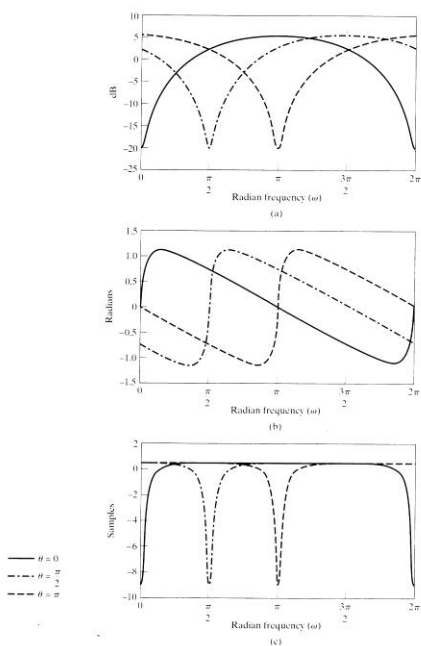 10
5
0
−5
−10
−15
−20
−25
dB
0 π/2 π 3π/2 2π
Radian frequency (ω)
(a)
1.5
1.0
0.5
0
−0.5
−1.0
−1.5
Radians
0 π/2 π 3π/2 2π
Radian frequency (ω)
(b)
2
0
−2
−4
−6
−8
−10
Samples
0 π/2 π 3π/2 2π
Radian frequency (ω)
(c)
θ = 0
θ = π/2
θ = π